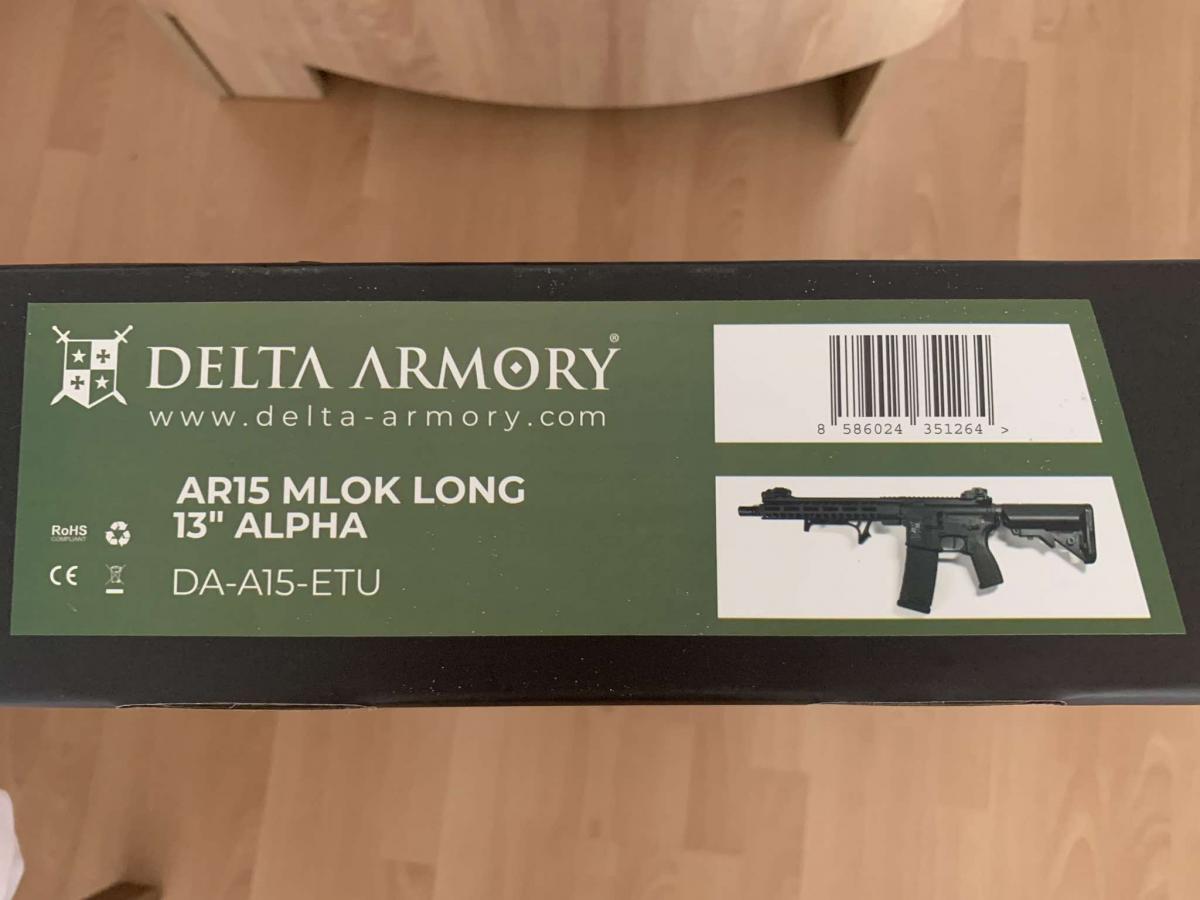 DELTA ARMORY®
www.delta-armory.com
AR15 MLOK LONG
13" ALPHA
DA-A15-ETU
RoHS
COMPLIANT
CE
8 586024 351264 >